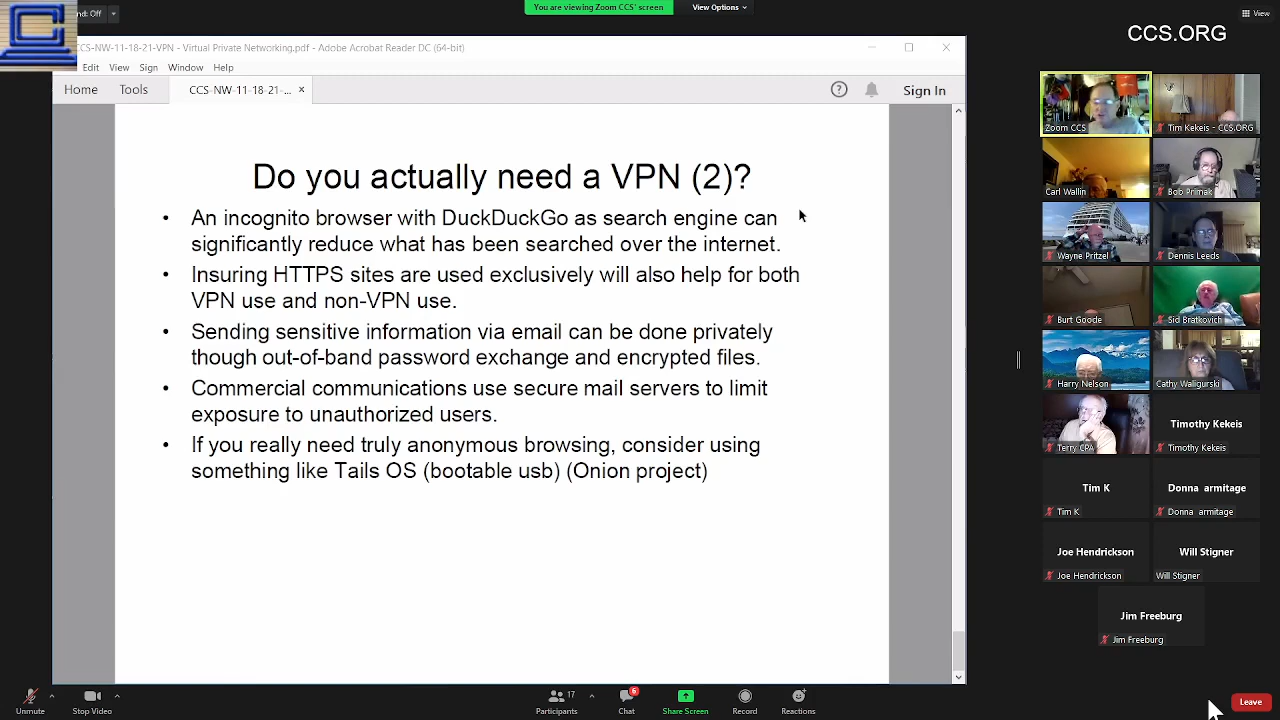 nd: Off
You are viewing Zoom CCS' screen
View Options
View
CCS.ORG
CCS-NW-11-18-21-VPN - Virtual Private Networking.pdf - Adobe Acrobat Reader DC (64-bit)
Edit View Sign Window Help
Home Tools CCS-NW-11-18-21-... × Sign In
Do you actually need a VPN (2)?
• An incognito browser with DuckDuckGo as search engine can
significantly reduce what has been searched over the internet.
• Insuring HTTPS sites are used exclusively will also help for both
VPN use and non-VPN use.
• Sending sensitive information via email can be done privately
though out-of-band password exchange and encrypted files.
• Commercial communications use secure mail servers to limit
exposure to unauthorized users.
• If you really need truly anonymous browsing, consider using
something like Tails OS (bootable usb) (Onion project)
Zoom CCS
Tim Kekeis - CCS.ORG
Carl Wallin
Bob Primak
Wayne Pritzel
Dennis Leeds
Burt Goode
Sid Bratkovich
Harry Nelson
Cathy Waligurski
Terry CPA
Timothy Kekeis
Timothy Kekeis
Tim K
Tim K
Donna armitage
Donna armitage
Joe Hendrickson
Joe Hendrickson
Will Stigner
Will Stigner
Jim Freeburg
Jim Freeburg
Unmute
Stop Video
17
Participants
6
Chat
Share Screen
Record
Reactions
Leave